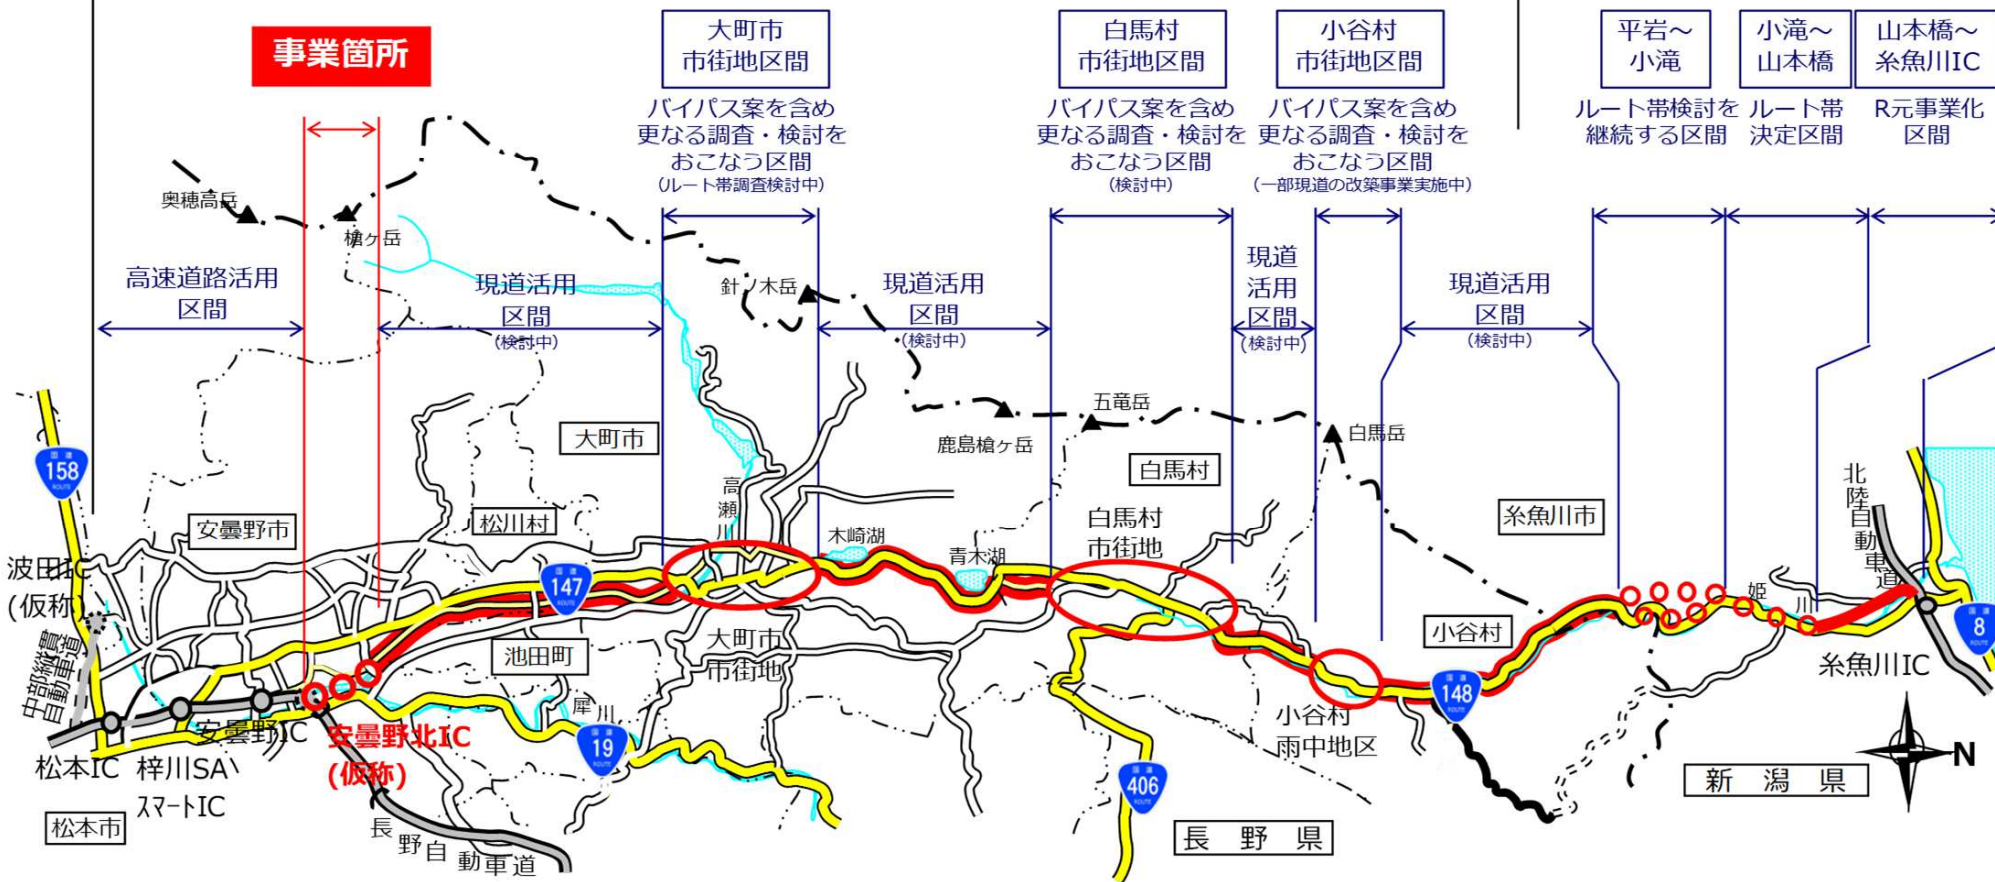 事業箇所
大町市
市街地区間
バイパス案を含め
更なる調査・検討を
おこなう区間
(ルート帯調査検討中)
白馬村
市街地区間
バイパス案を含め
更なる調査・検討を
おこなう区間
(検討中)
小谷村
市街地区間
バイパス案を含め
更なる調査・検討を
おこなう区間
(一部現道の改築事業実施中)
平岩～
小滝
ルート帯検討を
継続する区間
小滝～
山本橋
ルート帯
決定区間
山本橋～
糸魚川IC
R元事業化
区間
奥穂高岳
槍ヶ岳
針ノ木岳
高速道路活用
区間
現道活用
区間
(検討中)
現道活用
区間
(検討中)
現道
活用
区間
(検討中)
現道活用
区間
(検討中)
鹿島槍ヶ岳
五竜岳
白馬岳
国道
158
ROUTE
大町市
安曇野市
松川村
高瀬川
木崎湖
青木湖
白馬村
白馬村
市街地
糸魚川市
北陸自動車道
波田IC
(仮称)
国道
147
ROUTE
中部縦貫
自動車道
池田町
大町市
市街地
小谷村
姫川
国道
8
ROUTE
糸魚川IC
松本IC
梓川SA
スマートIC
安曇野IC
安曇野北IC
(仮称)
犀川
国道
19
ROUTE
国道
406
ROUTE
小谷村
雨中地区
国道
148
ROUTE
N
新潟県
松本市
長野自動車道
長野県